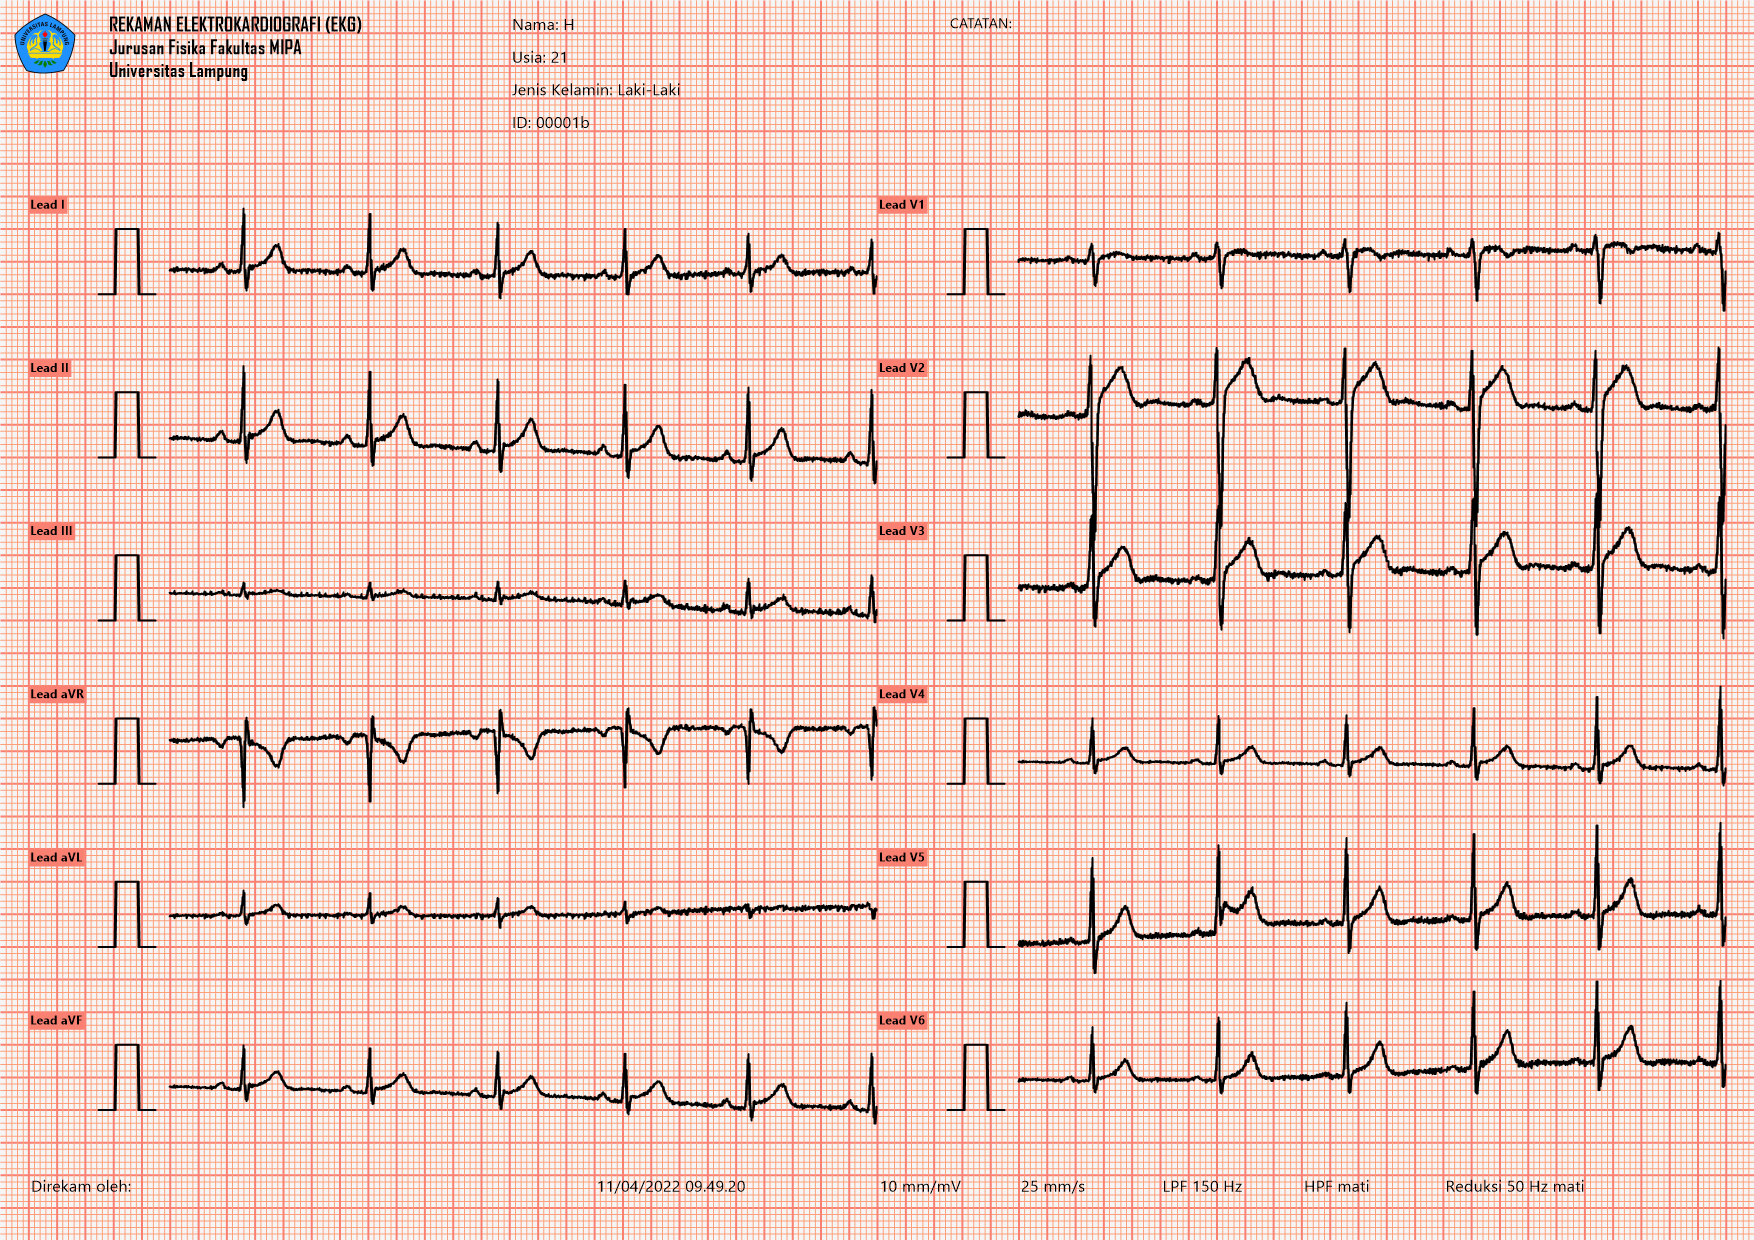 REKAMAN ELEKTROKARDIOGRAFI (EKG)
Jurusan Fisika Fakultas MIPA
Universitas Lampung
UNIVERSITAS LAMPUNG
Nama: H
Usia: 21
Jenis Kelamin: Laki-Laki
ID: 00001b
CATATAN:
Lead I
Lead II
Lead III
Lead aVR
Lead aVL
Lead aVF
Lead V1
Lead V2
Lead V3
Lead V4
Lead V5
Lead V6
Direkam oleh:
11/04/2022 09.49.20
10 mm/mV
25 mm/s
LPF 150 Hz
HPF mati
Reduksi 50 Hz mati